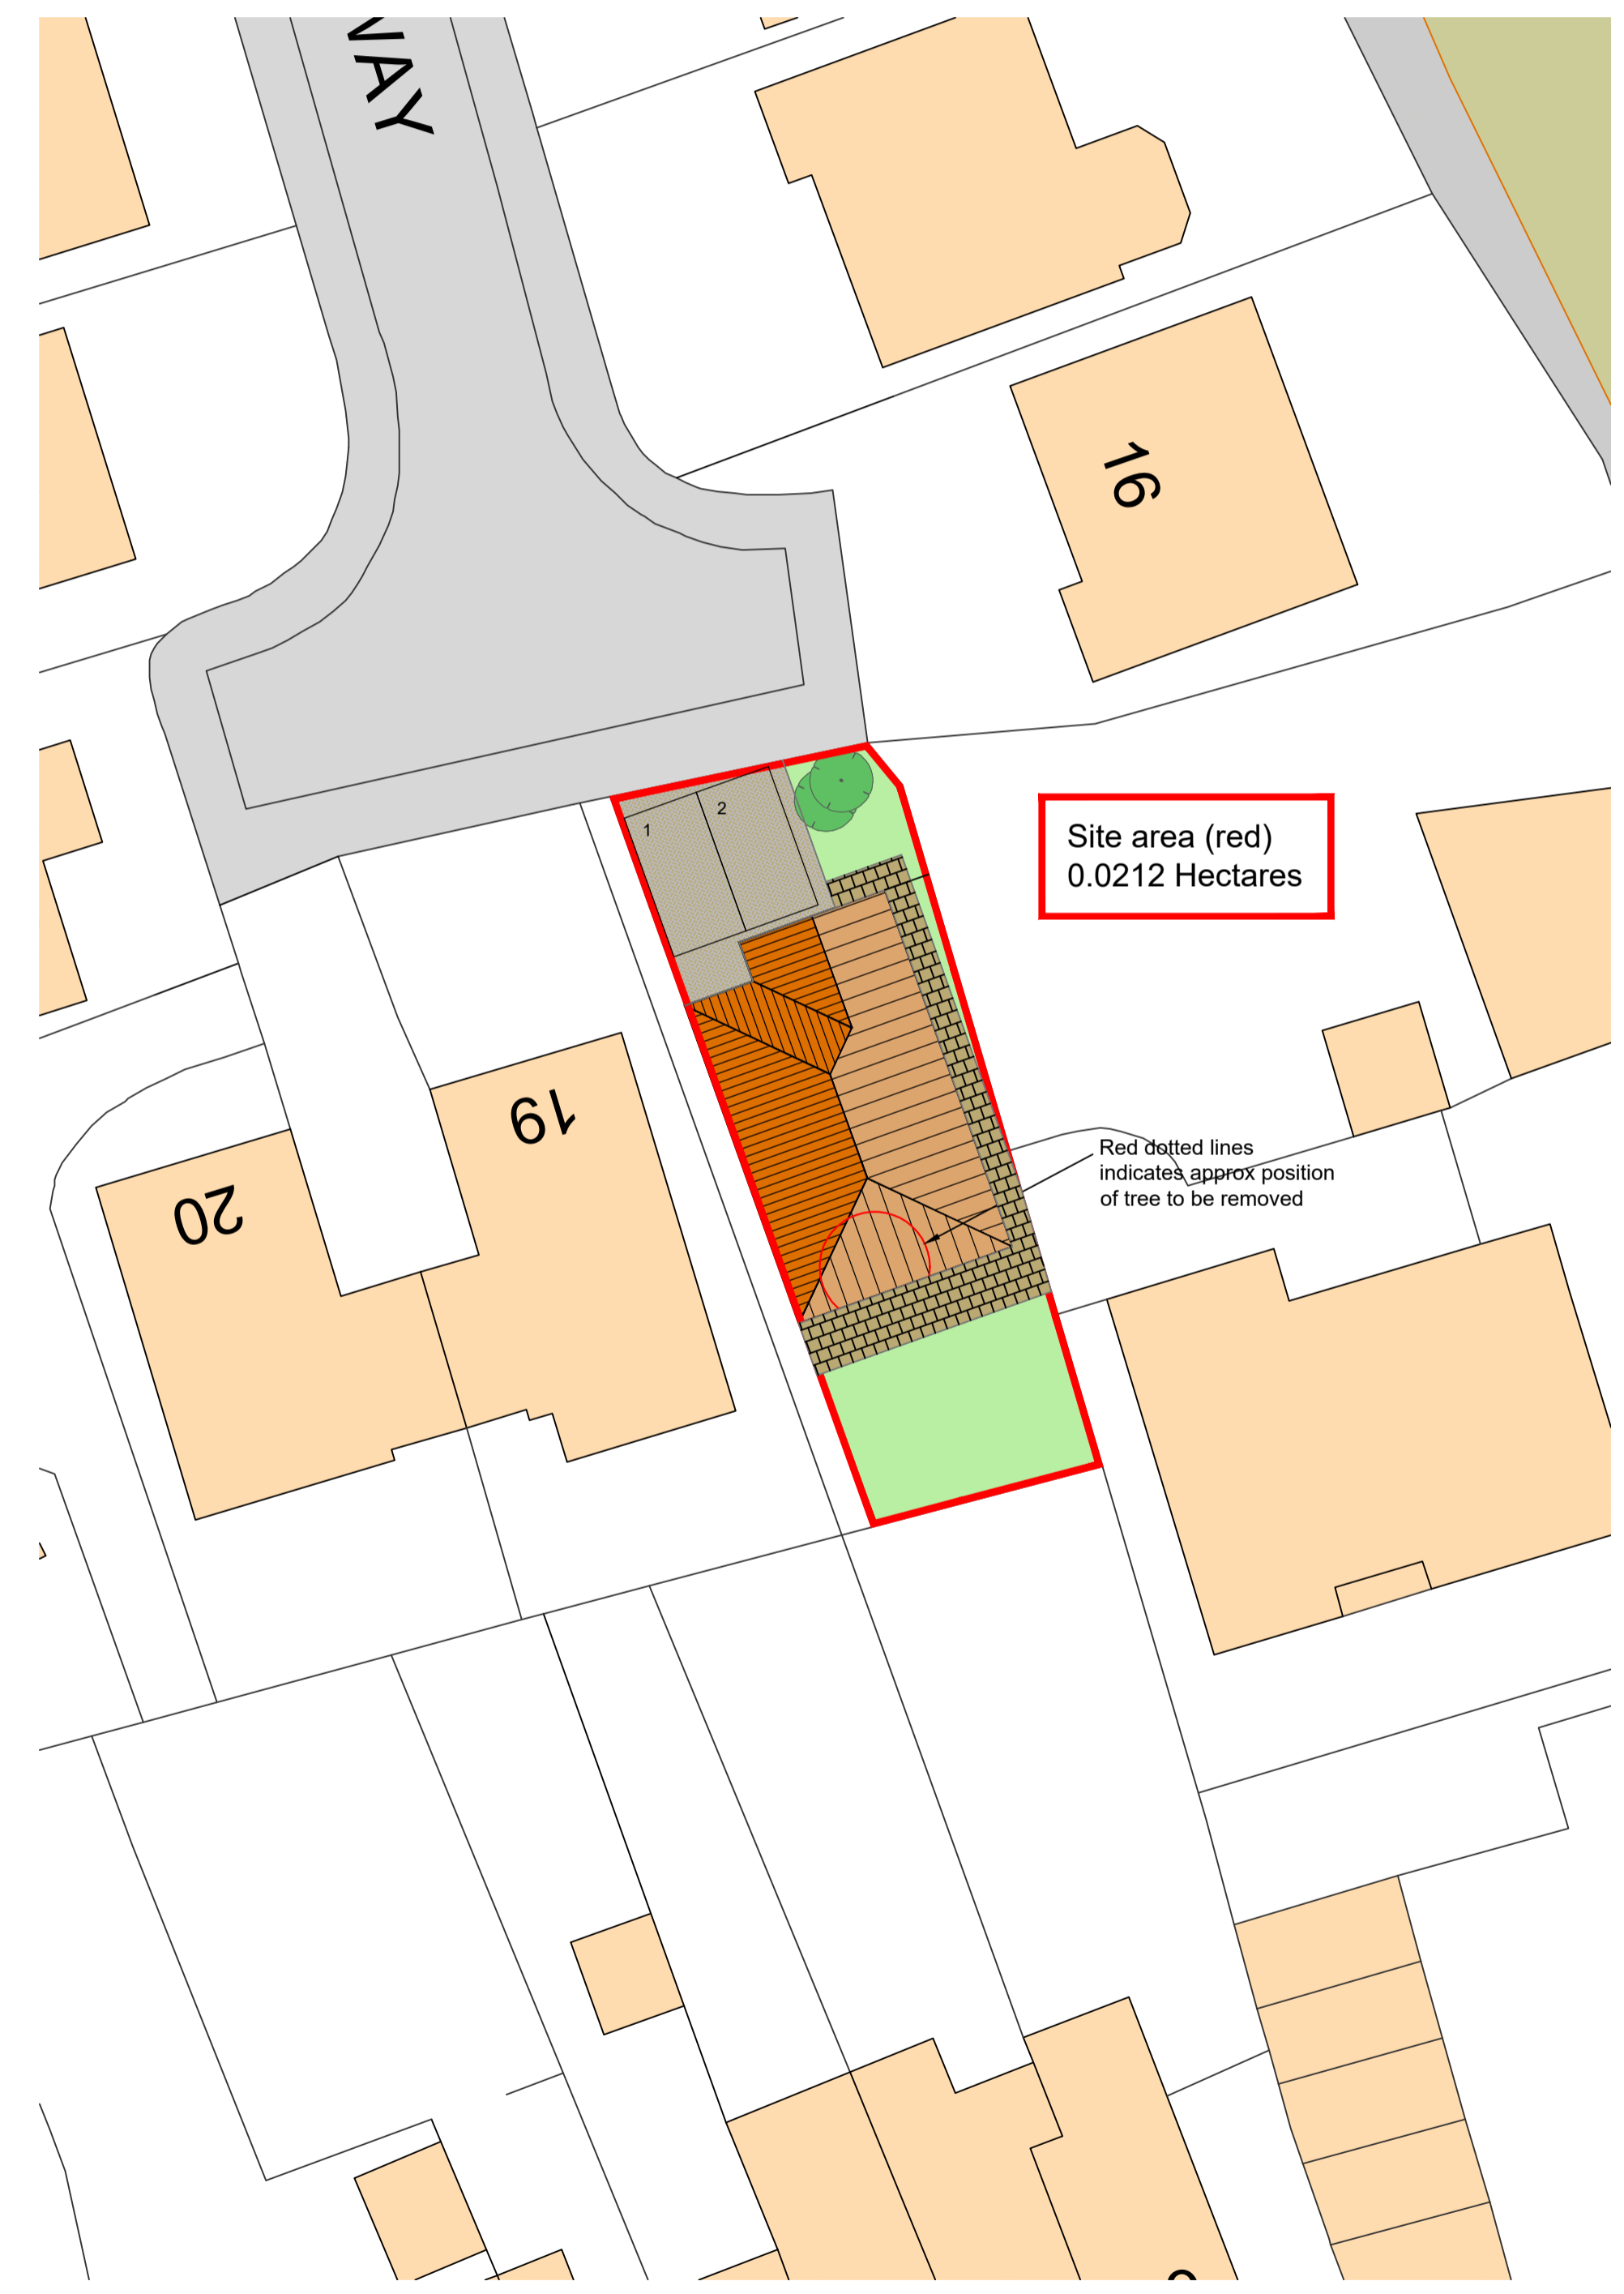 WAY
16
1
2
Site area (red)
0.0212 Hectares
19
20
Red dotted lines
indicates approx position
of tree to be removed